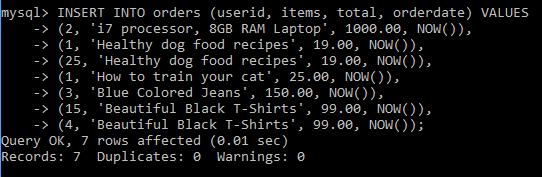 mysql> INSERT INTO orders (userid, items, total, orderdate) VALUES
-> (2, 'i7 processor, 8GB RAM Laptop', 1000.00, NOW()),
-> (1, 'Healthy dog food recipes', 19.00, NOW()),
-> (25, 'Healthy dog food recipes', 19.00, NOW()),
-> (1, 'How to train your cat', 25.00, NOW()),
-> (3, 'Blue Colored Jeans', 150.00, NOW()),
-> (15, 'Beautiful Black T-Shirts', 99.00, NOW()),
-> (4, 'Beautiful Black T-Shirts', 99.00, NOW());
Query OK, 7 rows affected (0.01 sec)
Records: 7  Duplicates: 0  Warnings: 0